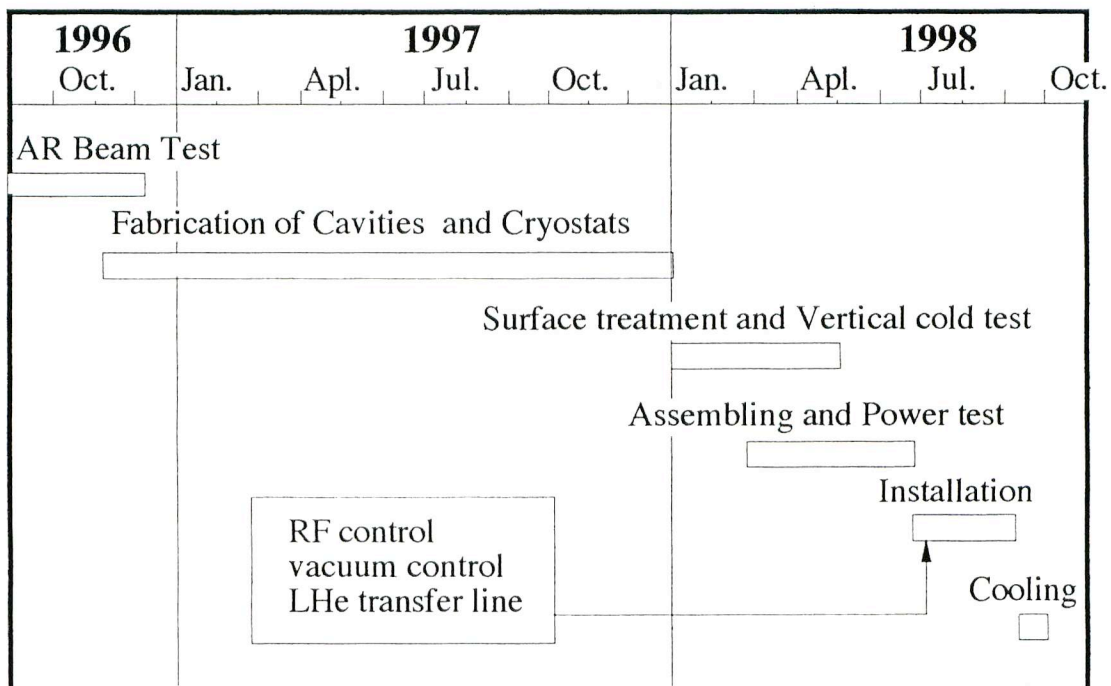 1996 1997 1998
Oct. Jan. Apl. Jul. Oct. Jan. Apl. Jul. Oct.
AR Beam Test
Fabrication of Cavities and Cryostats
Surface treatment and Vertical cold test
Assembling and Power test
Installation
RF control
vacuum control
LHe transfer line
Cooling